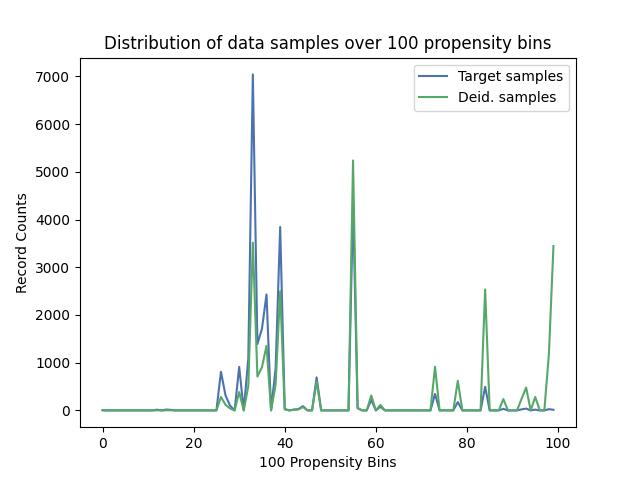 Distribution of data samples over 100 propensity bins
Target samples
Deid. samples
7000
6000
5000
4000
3000
2000
1000
0
Record Counts
0 20 40 60 80 100
100 Propensity Bins